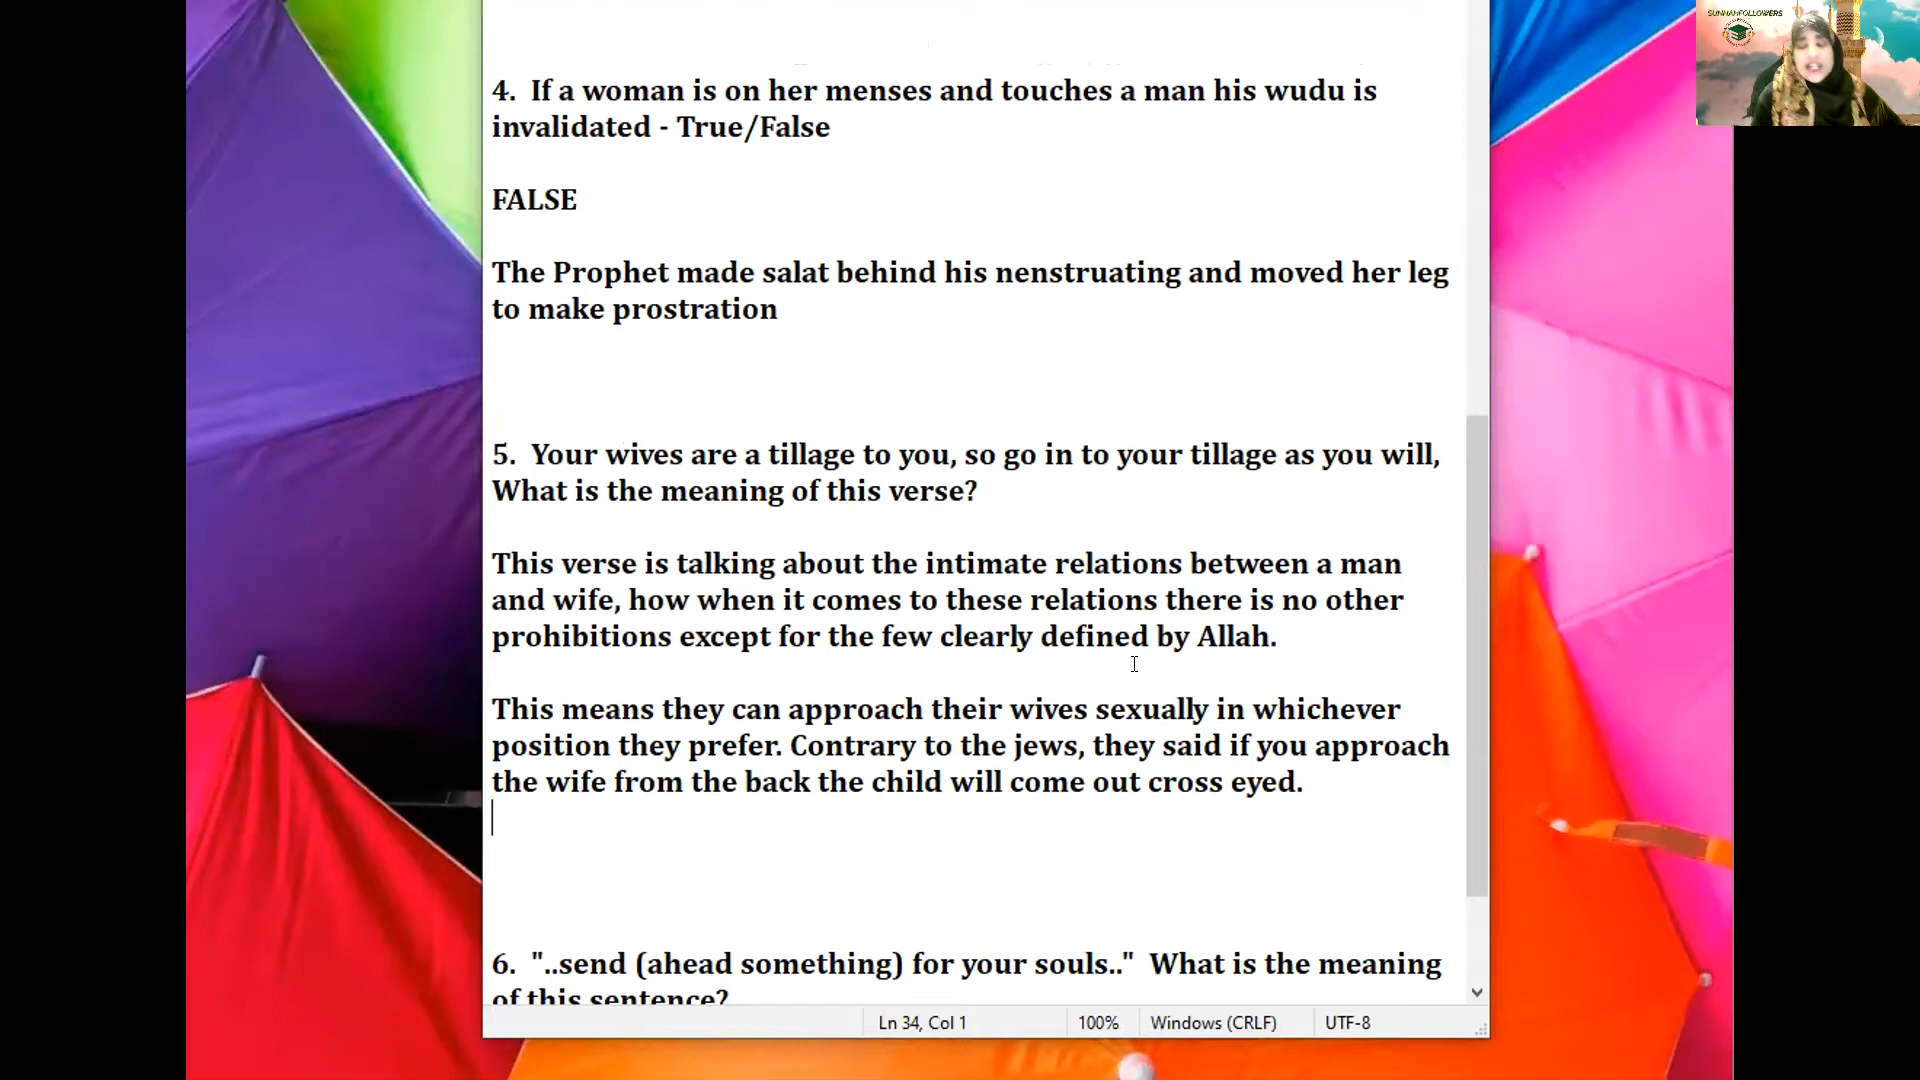 SUNNAHFOLLOWERS
4.  If a woman is on her menses and touches a man his wudu is
invalidated - True/False
FALSE
The Prophet made salat behind his nenstruating and moved her leg
to make prostration
5.  Your wives are a tillage to you, so go in to your tillage as you will,
What is the meaning of this verse?
This verse is talking about the intimate relations between a man
and wife, how when it comes to these relations there is no other
prohibitions except for the few clearly defined by Allah.
This means they can approach their wives sexually in whichever
position they prefer. Contrary to the jews, they said if you approach
the wife from the back the child will come out cross eyed.
6.  "..send (ahead something) for your souls.."  What is the meaning
of this sentence?
Ln 34, Col 1
100%
Windows (CRLF)
UTF-8